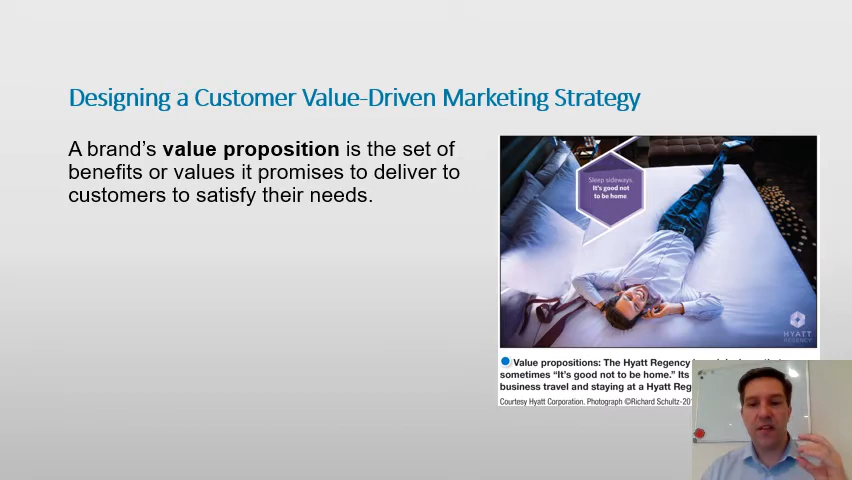 Designing a Customer Value-Driven Marketing Strategy
A brand's value proposition is the set of
benefits or values it promises to deliver to
customers to satisfy their needs.
Sleep sideways.
It's good not
to be home
HYATT
REGENCY
Value propositions: The Hyatt Regency
sometimes "It's good not to be home." Its
business travel and staying at a Hyatt Reg
Courtesy Hyatt Corporation. Photograph ©Richard Schultz-201